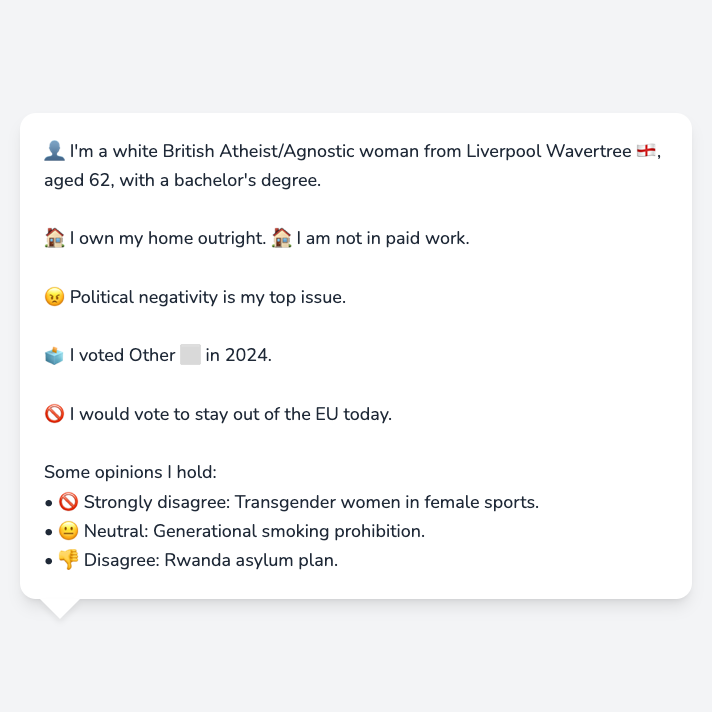 👤 I'm a white British Atheist/Agnostic woman from Liverpool Wavertree 🏴󠁧󠁢󠁥󠁮󠁧󠁿,
aged 62, with a bachelor's degree.
🏠 I own my home outright. 🏠 I am not in paid work.
😠 Political negativity is my top issue.
🗳️ I voted Other ⬜ in 2024.
🚫 I would vote to stay out of the EU today.
Some opinions I hold:
• 🚫 Strongly disagree: Transgender women in female sports.
• 😐 Neutral: Generational smoking prohibition.
• 👎 Disagree: Rwanda asylum plan.